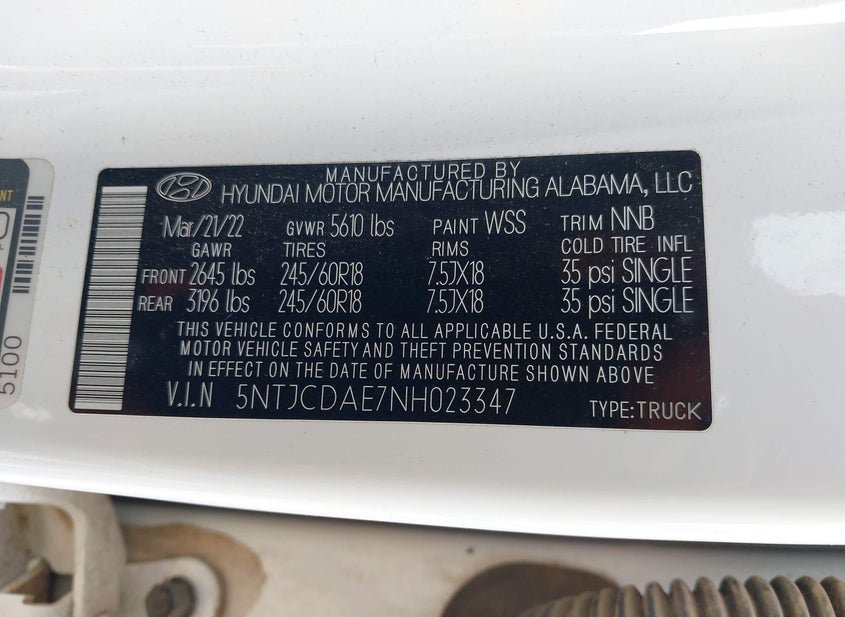 NT
0
s.
5100
MANUFACTURED BY
HYUNDAI MOTOR MANUFACTURING ALABAMA, LLC
Mar/21/22 GVWR 5610 lbs PAINT WSS TRIM NNB
GAWR TIRES RIMS COLD TIRE INFL
FRONT 2645 lbs 245/60R18 7.5JX18 35 psi SINGLE
REAR 3196 lbs 245/60R18 7.5JX18 35 psi SINGLE
THIS VEHICLE CONFORMS TO ALL APPLICABLE U.S.A. FEDERAL
MOTOR VEHICLE SAFETY AND THEFT PREVENTION STANDARDS
IN EFFECT ON THE DATE OF MANUFACTURE SHOWN ABOVE
V.I.N 5NTJCDAE7NH023347 TYPE:TRUCK